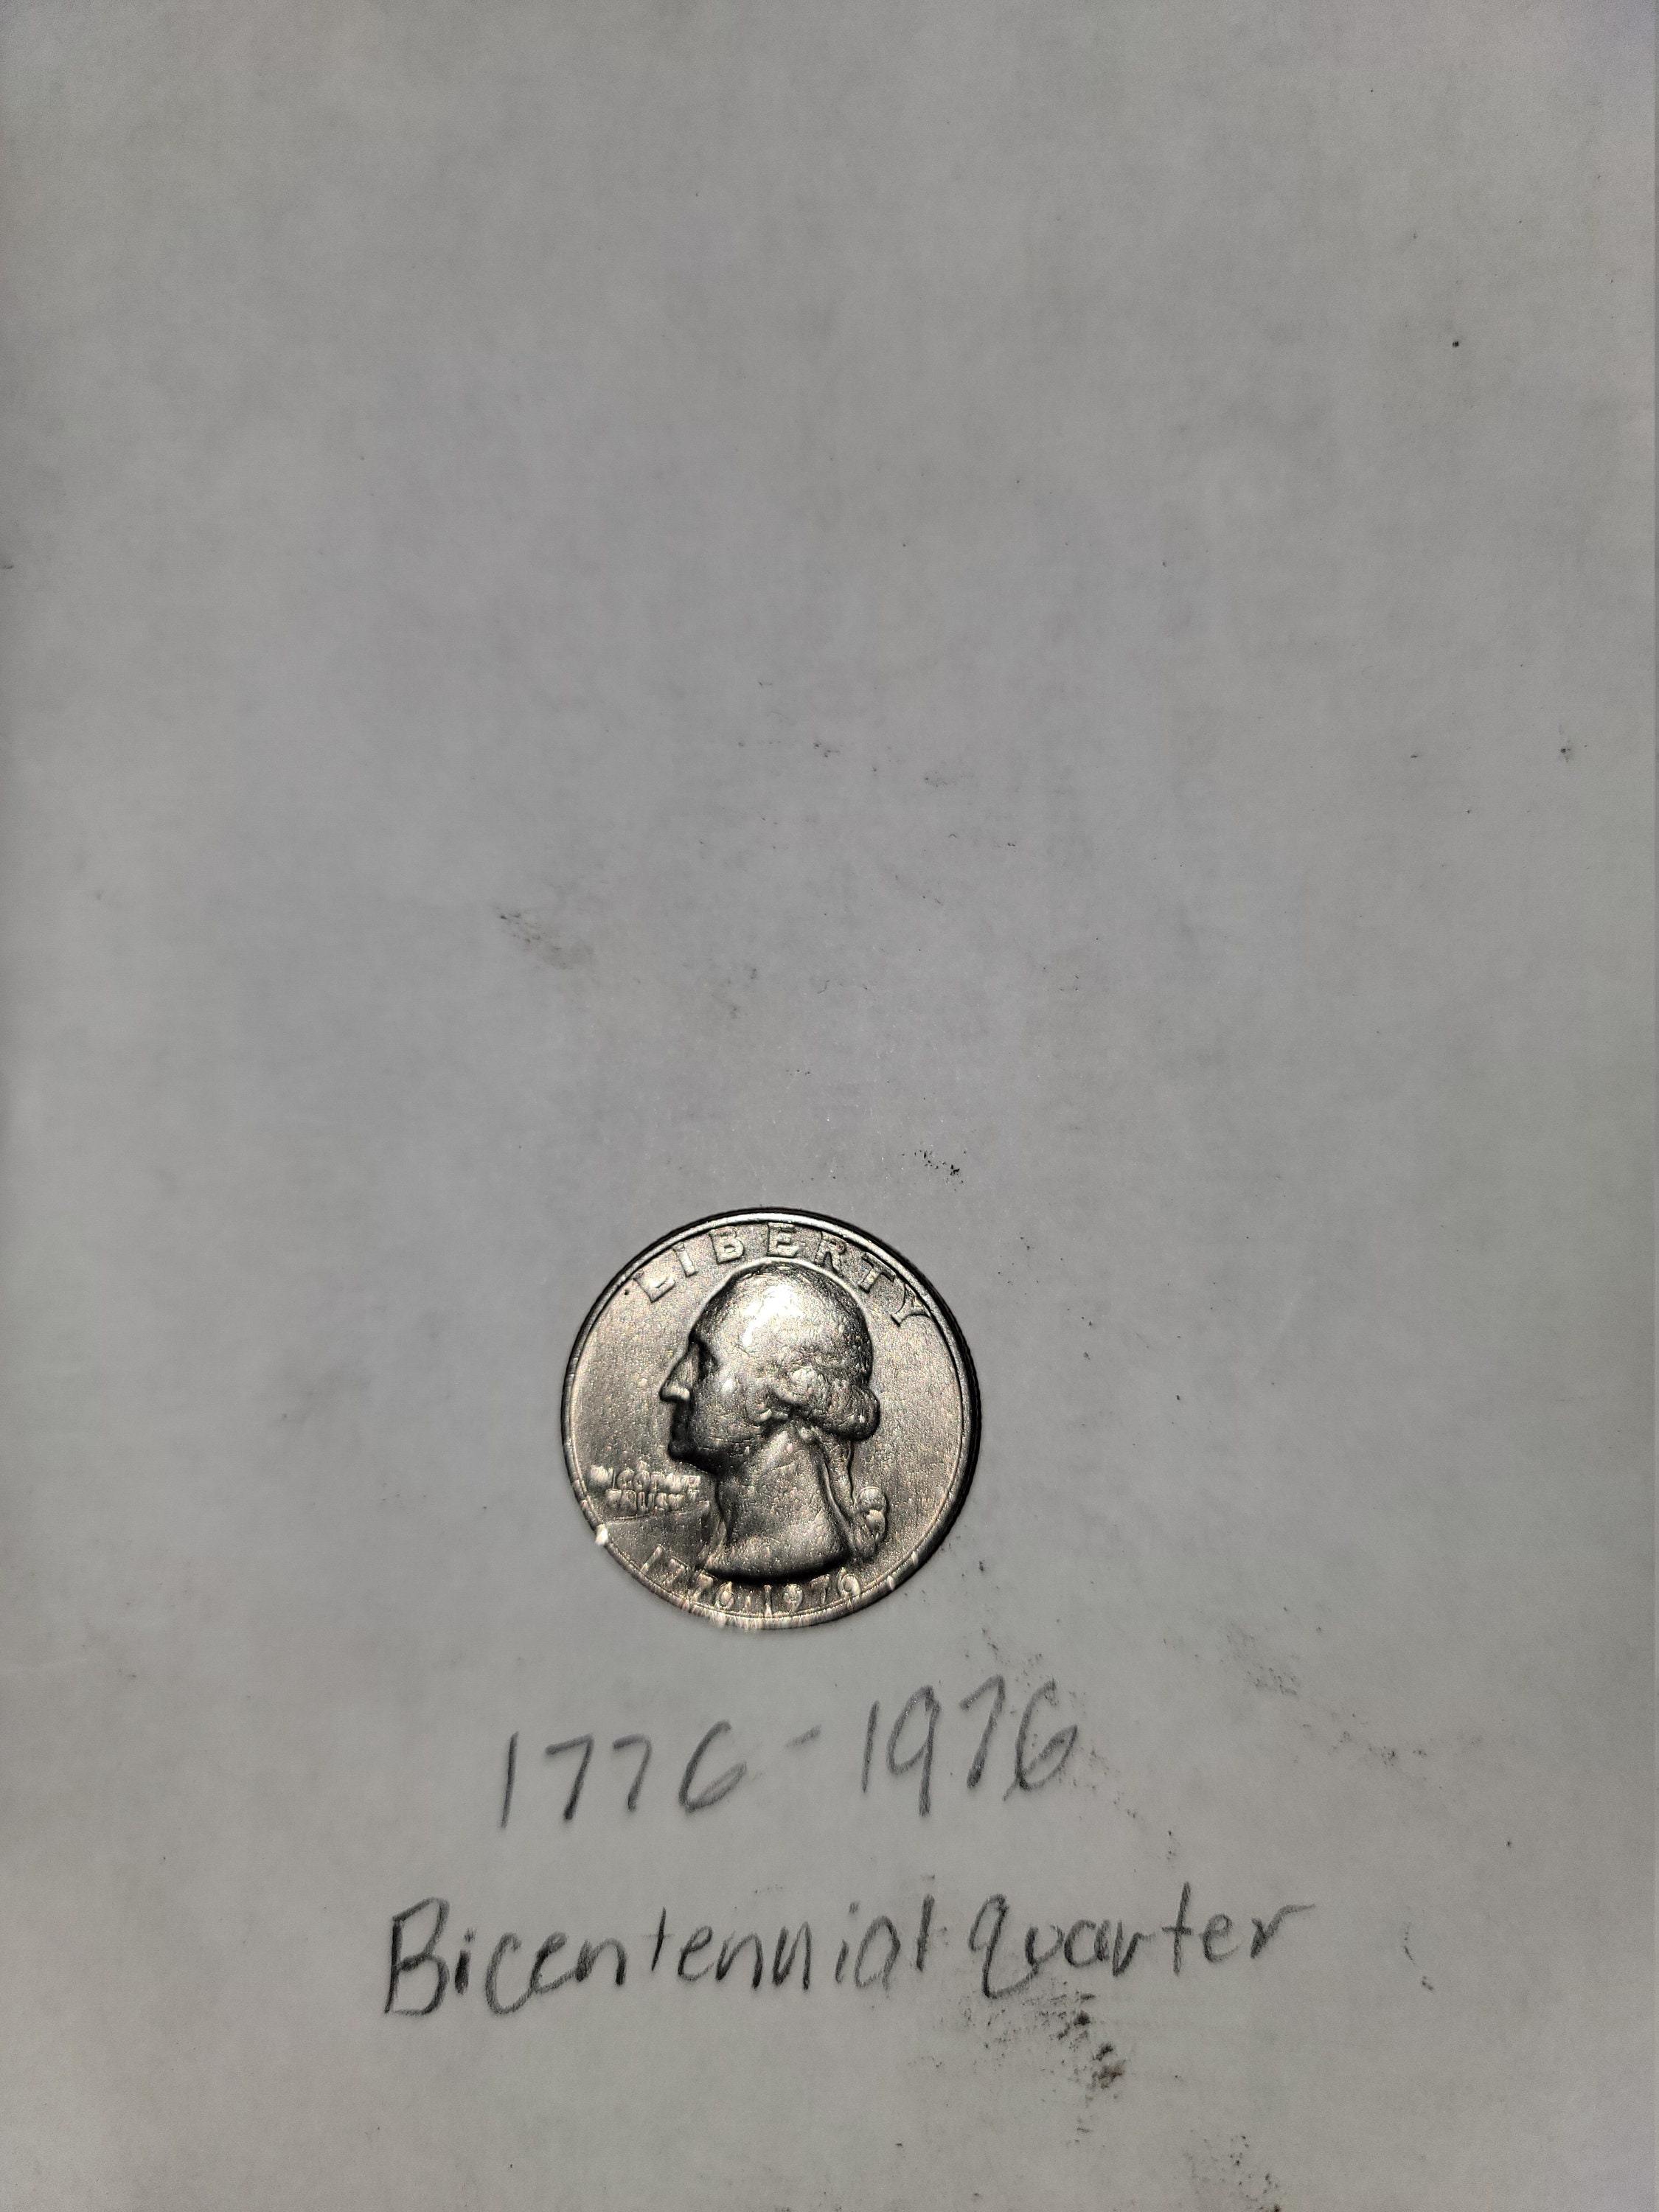 LIBERTY
IN GOD WE
TRUST
1776·1976
1776-1976
Bicentennial quarter